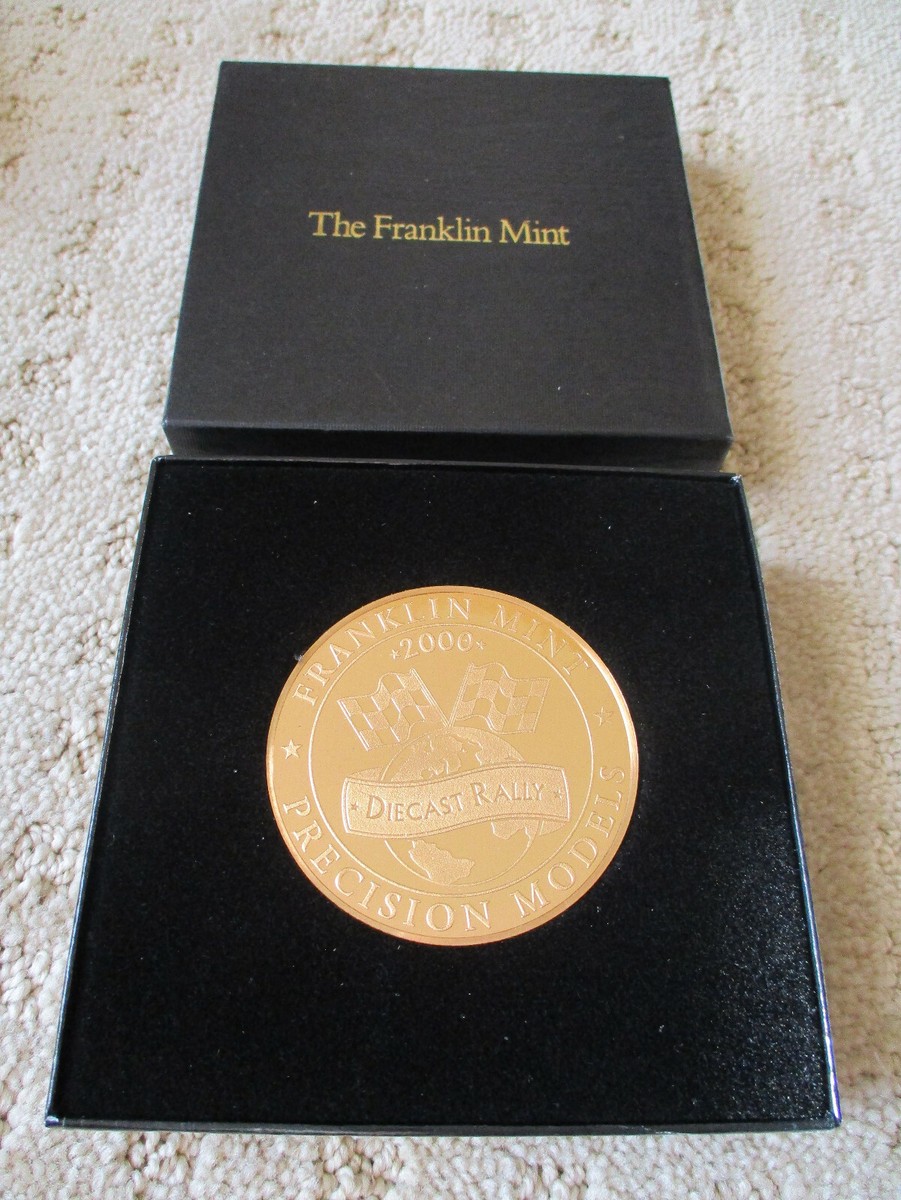 The Franklin Mint
FRANKLIN MINT
2000
DIECAST RALLY
PRECISION MODELS